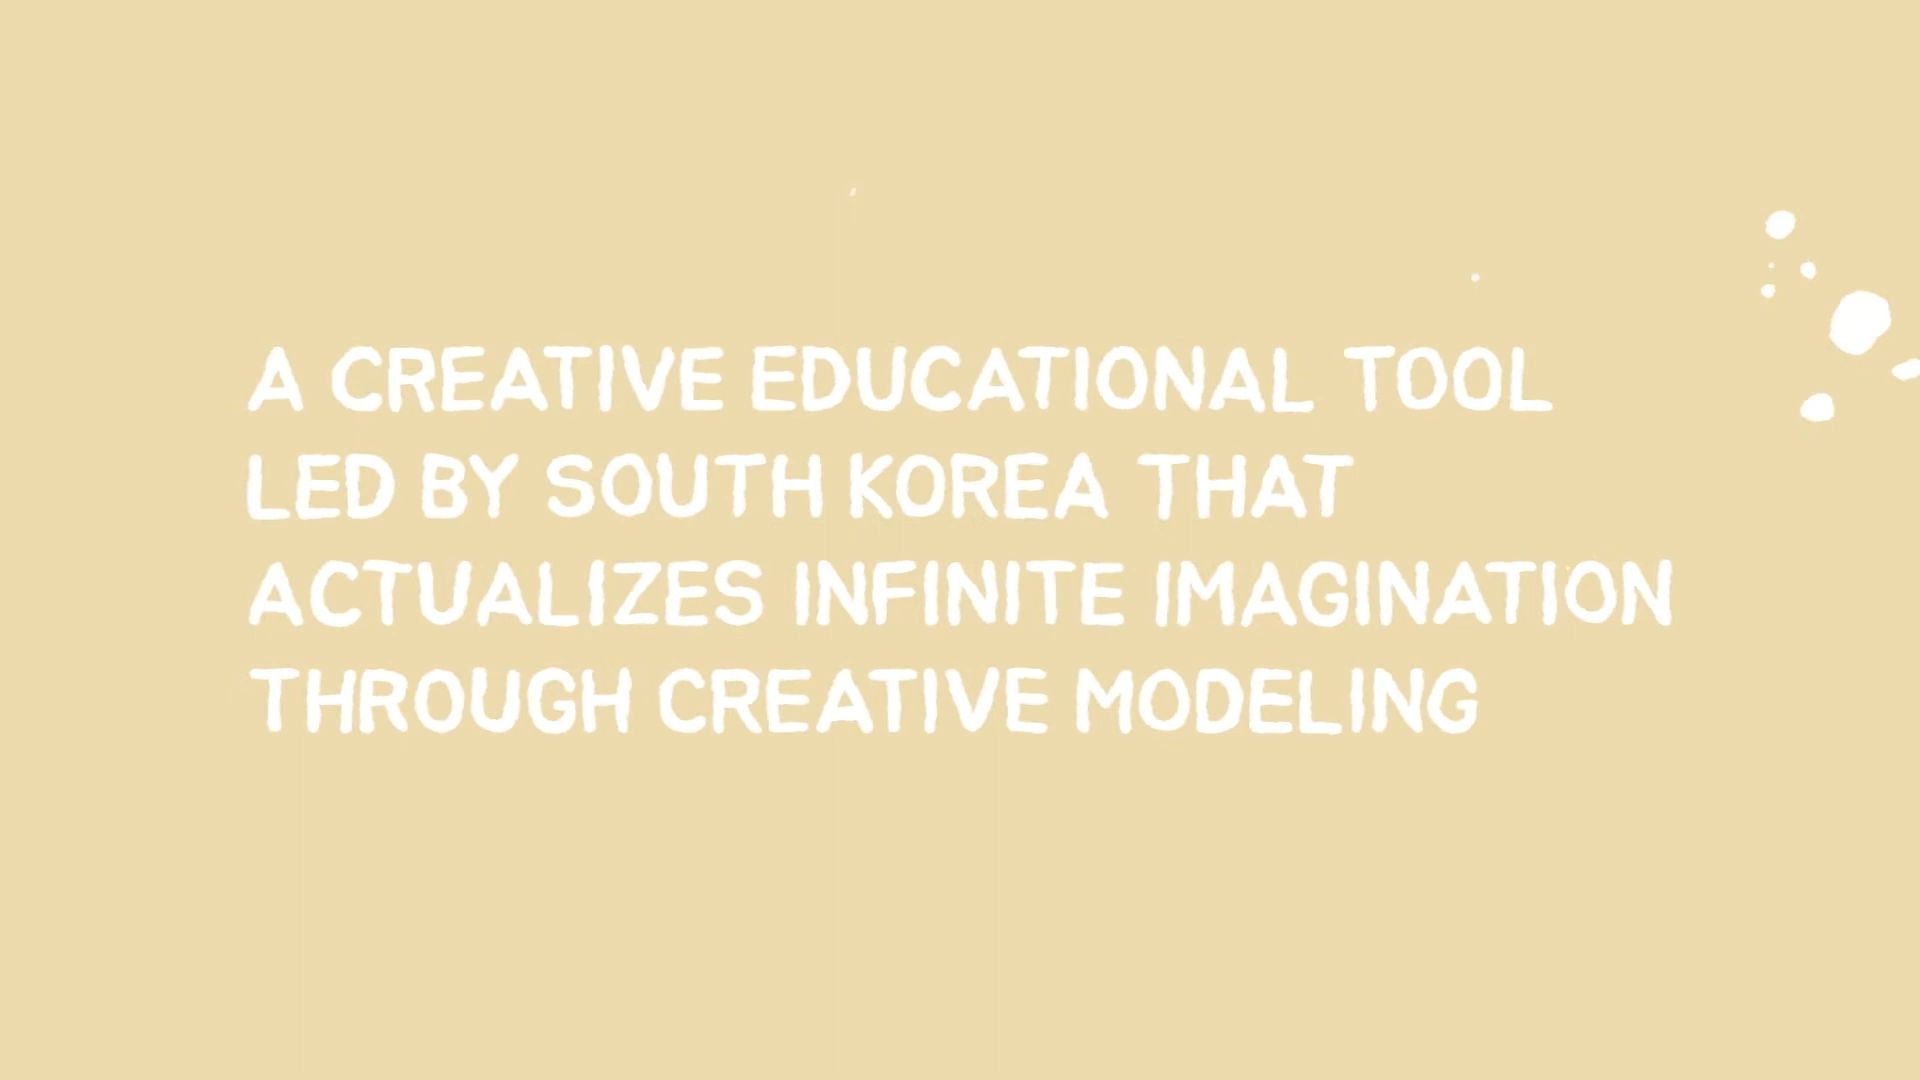 A CREATIVE EDUCATIONAL TOOL
LED BY SOUTH KOREA THAT
ACTUALIZES INFINITE IMAGINATION
THROUGH CREATIVE MODELING